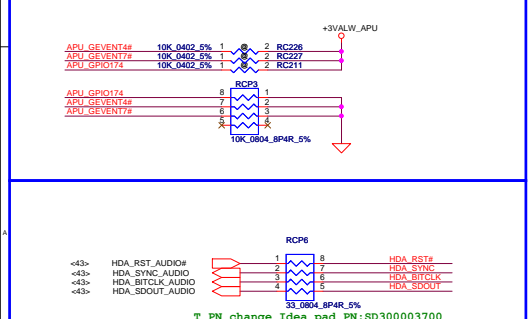 +3VALW_APU
APU_GEVENT4# 10K_0402_5% 1 @ 2 RC226
APU_GEVENT7# 10K_0402_5% 1 @ 2 RC227
APU_GPIO174 10K_0402_5% 1 @ 2 RC211
RCP3
APU_GPIO174 8 1
APU_GEVENT4# 7 2
APU_GEVENT7# 6 3
5 4
10K_0804_8P4R_5%
A
RCP6
<43> HDA_RST_AUDIO# 1 8 HDA_RST#
<43> HDA_SYNC_AUDIO 2 7 HDA_SYNC
<43> HDA_BITCLK_AUDIO 3 6 HDA_BITCLK
<43> HDA_SDOUT_AUDIO 4 5 HDA_SDOUT
33_0804_8P4R_5%
T PN change Idea pad PN:SD300003700